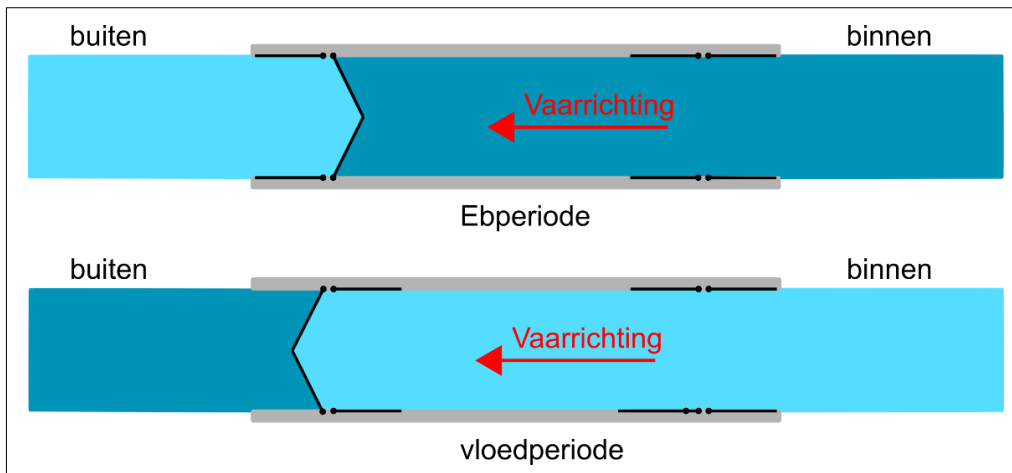 buiten
binnen
Vaarrichting
Ebperiode
buiten
binnen
Vaarrichting
vloedperiode